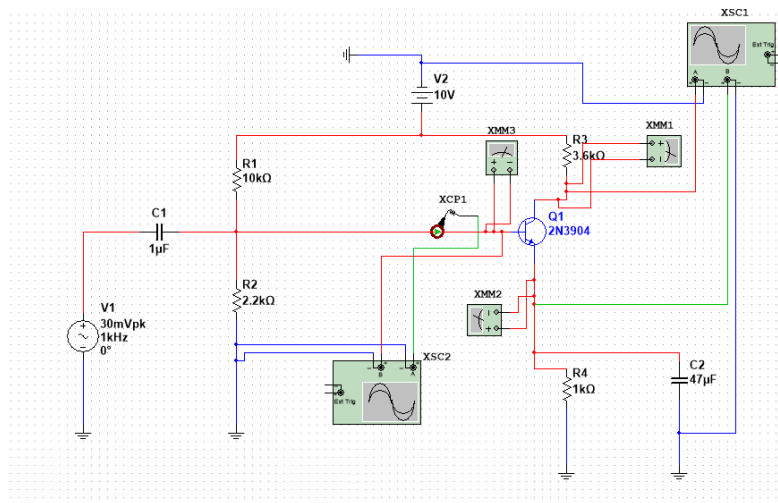 XSC1
Ext Trig
A
B
V2
10V
XMM3
R3
3.6kΩ
XMM1
R1
10kΩ
XCP1
C1
1µF
Q1
2N3904
R2
2.2kΩ
V1
30mVpk
1kHz
0°
XMM2
XSC2
B
A
Ext Trig
R4
1kΩ
C2
47µF